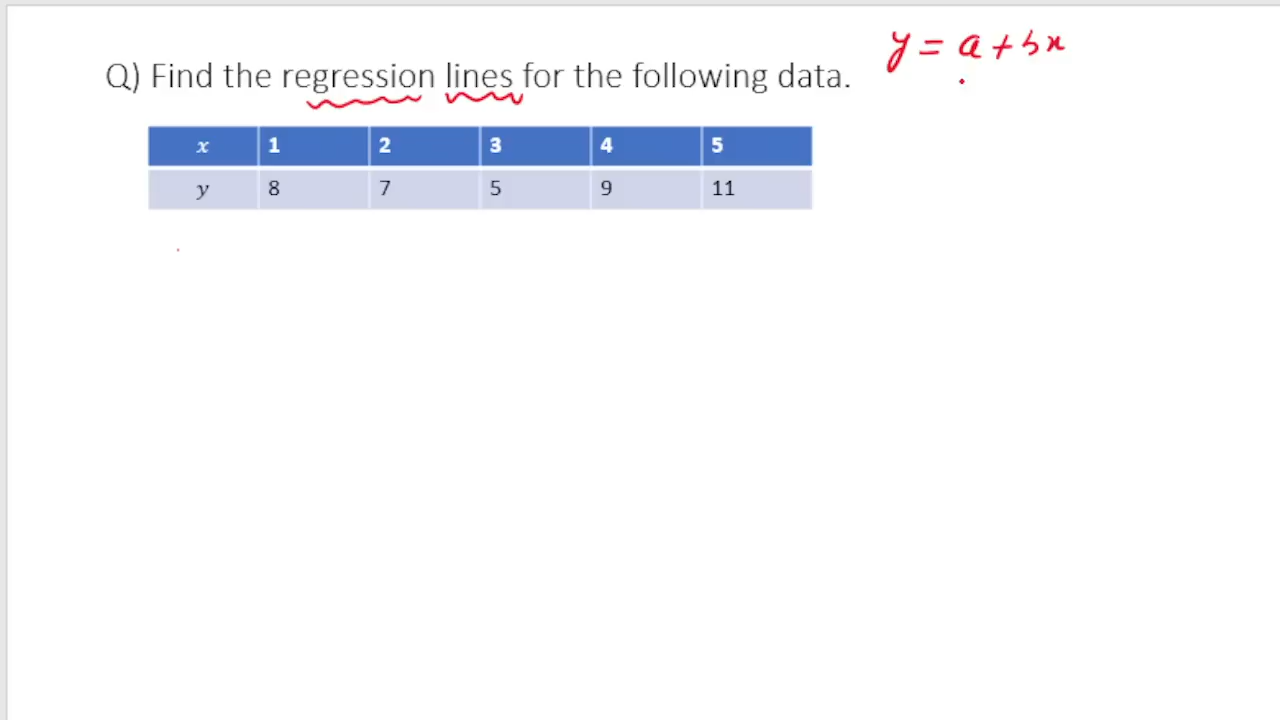 y = a + bx
Q) Find the regression lines for the following data.
x 1 2 3 4 5
y 8 7 5 9 11